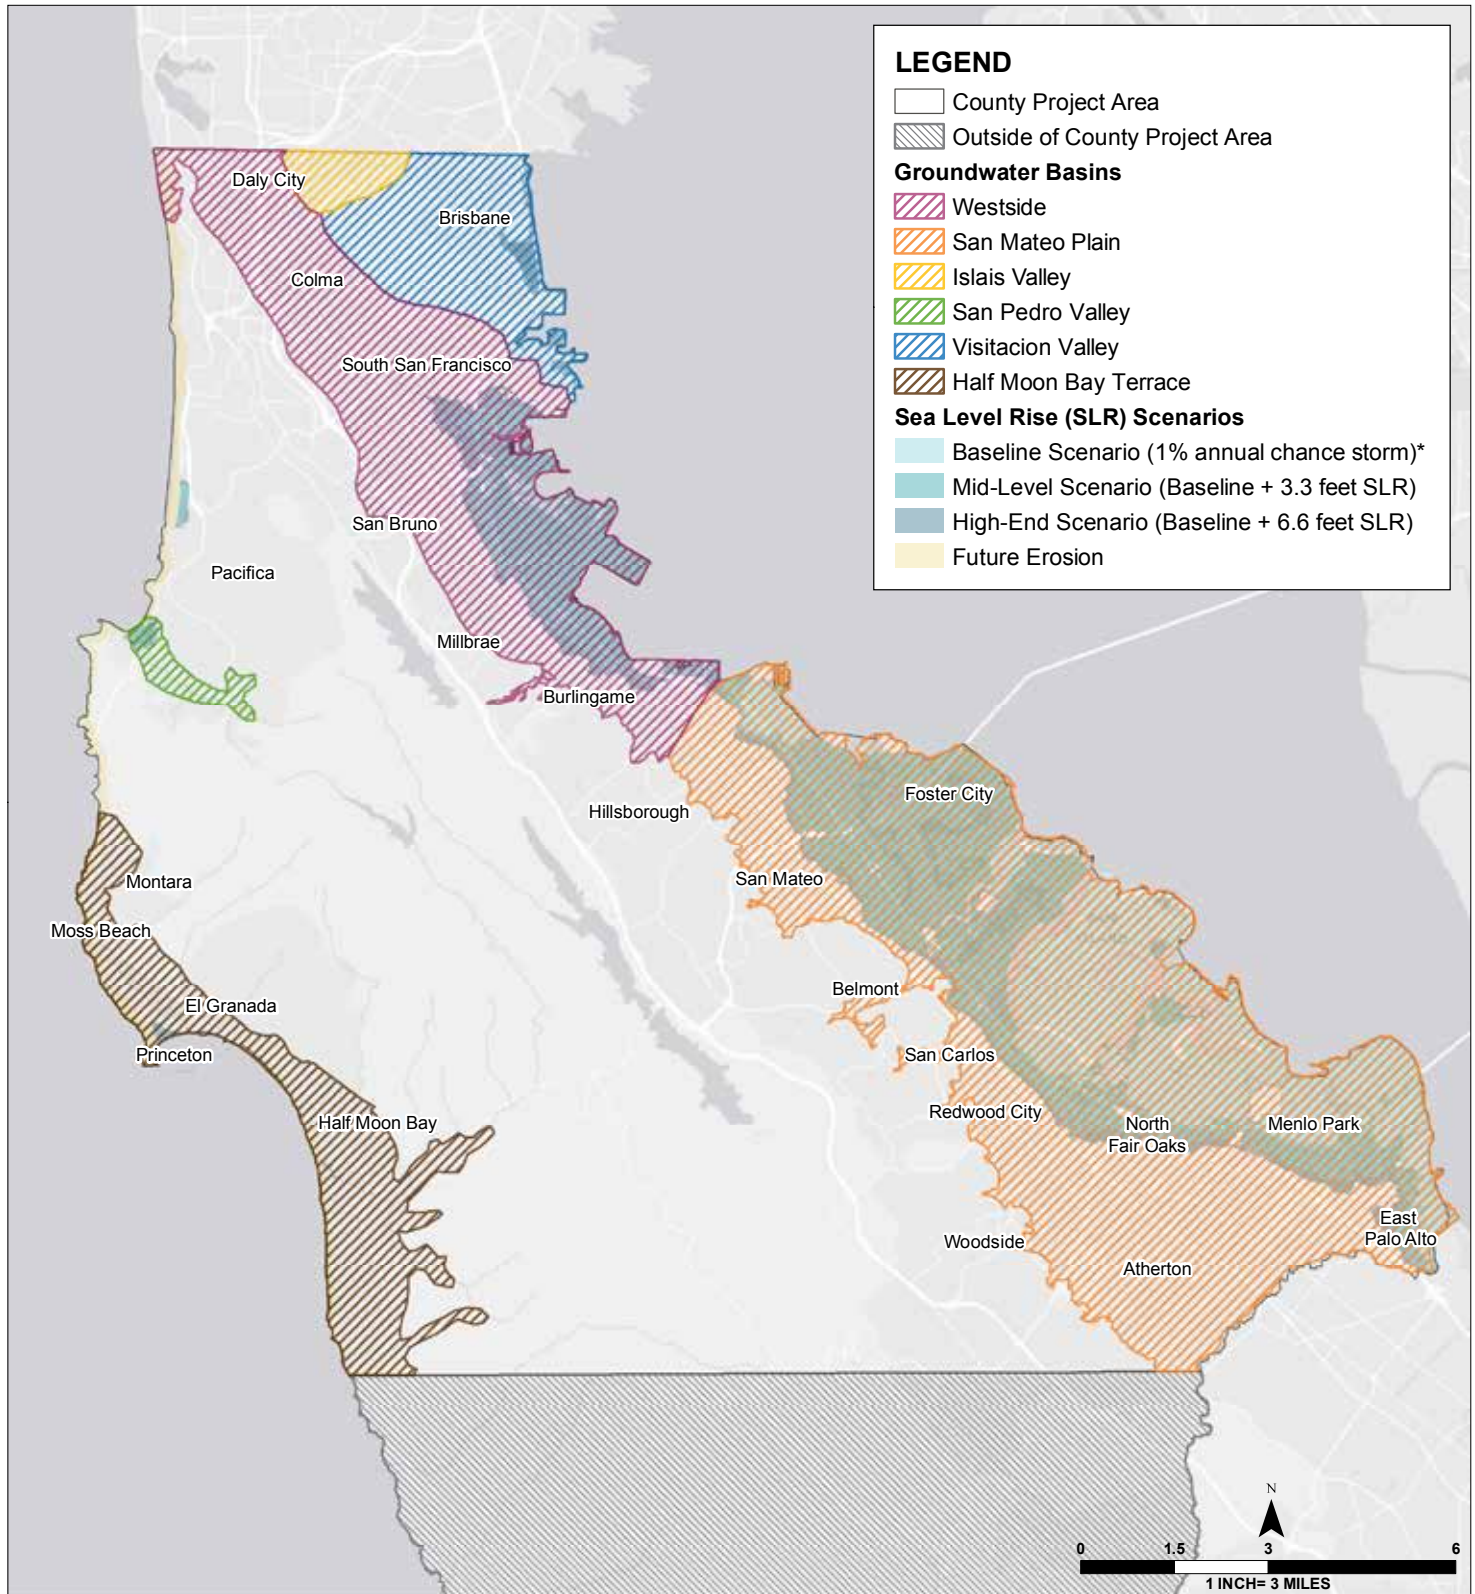 LEGEND
County Project Area
Outside of County Project Area
Groundwater Basins
Westside
San Mateo Plain
Islais Valley
San Pedro Valley
Visitacion Valley
Half Moon Bay Terrace
Sea Level Rise (SLR) Scenarios
Baseline Scenario (1% annual chance storm)*
Mid-Level Scenario (Baseline + 3.3 feet SLR)
High-End Scenario (Baseline + 6.6 feet SLR)
Future Erosion
Daly City
Brisbane
Colma
South San Francisco
San Bruno
Pacifica
Millbrae
Burlingame
Hillsborough
Foster City
San Mateo
Montara
Moss Beach
Belmont
El Granada
Princeton
San Carlos
Redwood City
Half Moon Bay
North
Fair Oaks
Menlo Park
East
Palo Alto
Woodside
Atherton
N
0 1.5 3 6
1 INCH= 3 MILES